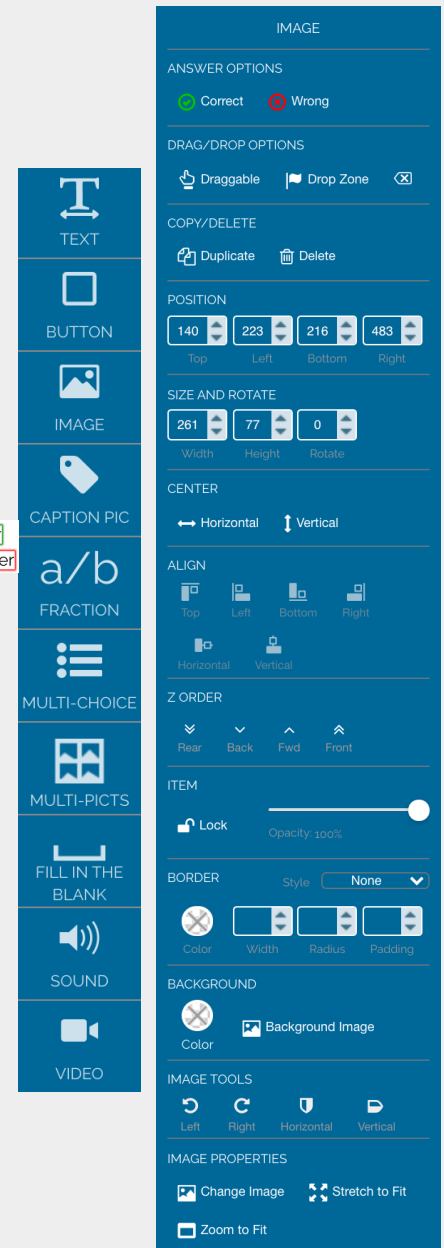 TEXT
BUTTON
IMAGE
CAPTION PIC
er
a/b
FRACTION
MULTI-CHOICE
MULTI-PICTS
FILL IN THE
BLANK
SOUND
VIDEO
IMAGE
ANSWER OPTIONS
Correct Wrong
DRAG/DROP OPTIONS
Draggable Drop Zone
COPY/DELETE
Duplicate Delete
POSITION
140 223 216 483
Top Left Bottom Right
SIZE AND ROTATE
261 77 0
Width Height Rotate
CENTER
Horizontal Vertical
ALIGN
Top Left Bottom Right
Horizontal Vertical
Z ORDER
Rear Back Fwd Front
ITEM
Lock Opacity: 100%
BORDER Style None
Color Width Radius Padding
BACKGROUND
Color Background Image
IMAGE TOOLS
Left Right Horizontal Vertical
IMAGE PROPERTIES
Change Image Stretch to Fit
Zoom to Fit